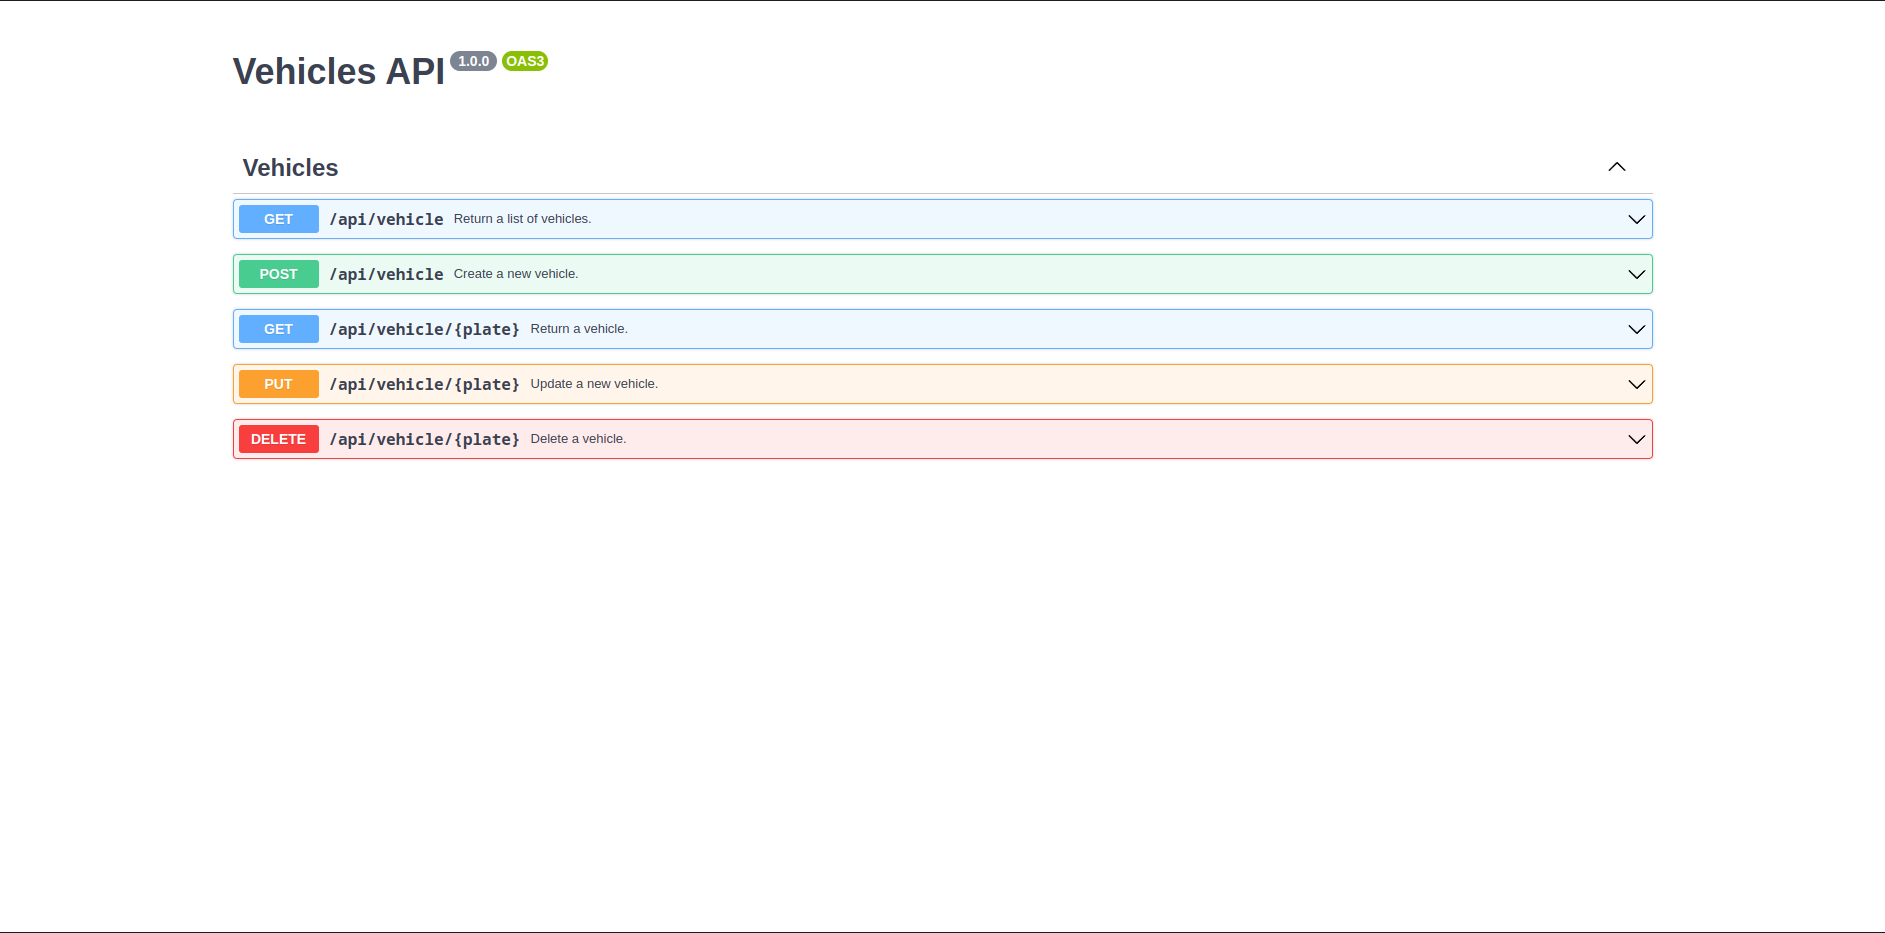 Vehicles API 1.0.0 OAS3
Vehicles
GET /api/vehicle Return a list of vehicles.
POST /api/vehicle Create a new vehicle.
GET /api/vehicle/{plate} Return a vehicle.
PUT /api/vehicle/{plate} Update a new vehicle.
DELETE /api/vehicle/{plate} Delete a vehicle.